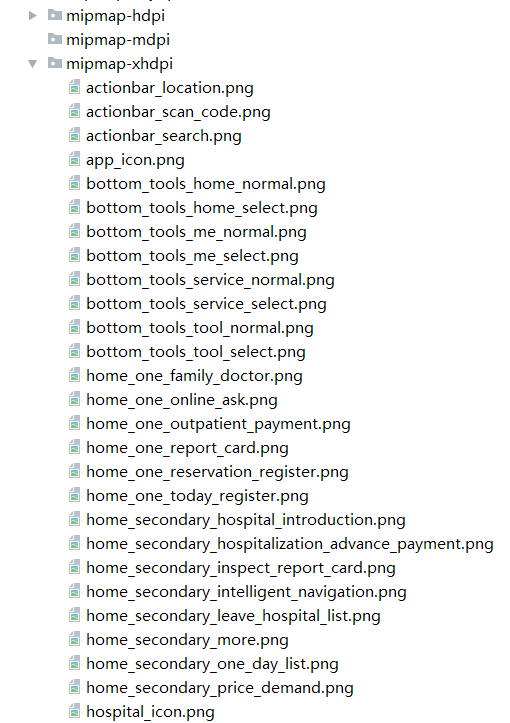 mipmap-hdpi
mipmap-mdpi
mipmap-xhdpi
actionbar_location.png
actionbar_scan_code.png
actionbar_search.png
app_icon.png
bottom_tools_home_normal.png
bottom_tools_home_select.png
bottom_tools_me_normal.png
bottom_tools_me_select.png
bottom_tools_service_normal.png
bottom_tools_service_select.png
bottom_tools_tool_normal.png
bottom_tools_tool_select.png
home_one_family_doctor.png
home_one_online_ask.png
home_one_outpatient_payment.png
home_one_report_card.png
home_one_reservation_register.png
home_one_today_register.png
home_secondary_hospital_introduction.png
home_secondary_hospitalization_advance_payment.png
home_secondary_inspect_report_card.png
home_secondary_intelligent_navigation.png
home_secondary_leave_hospital_list.png
home_secondary_more.png
home_secondary_one_day_list.png
home_secondary_price_demand.png
hospital_icon.png